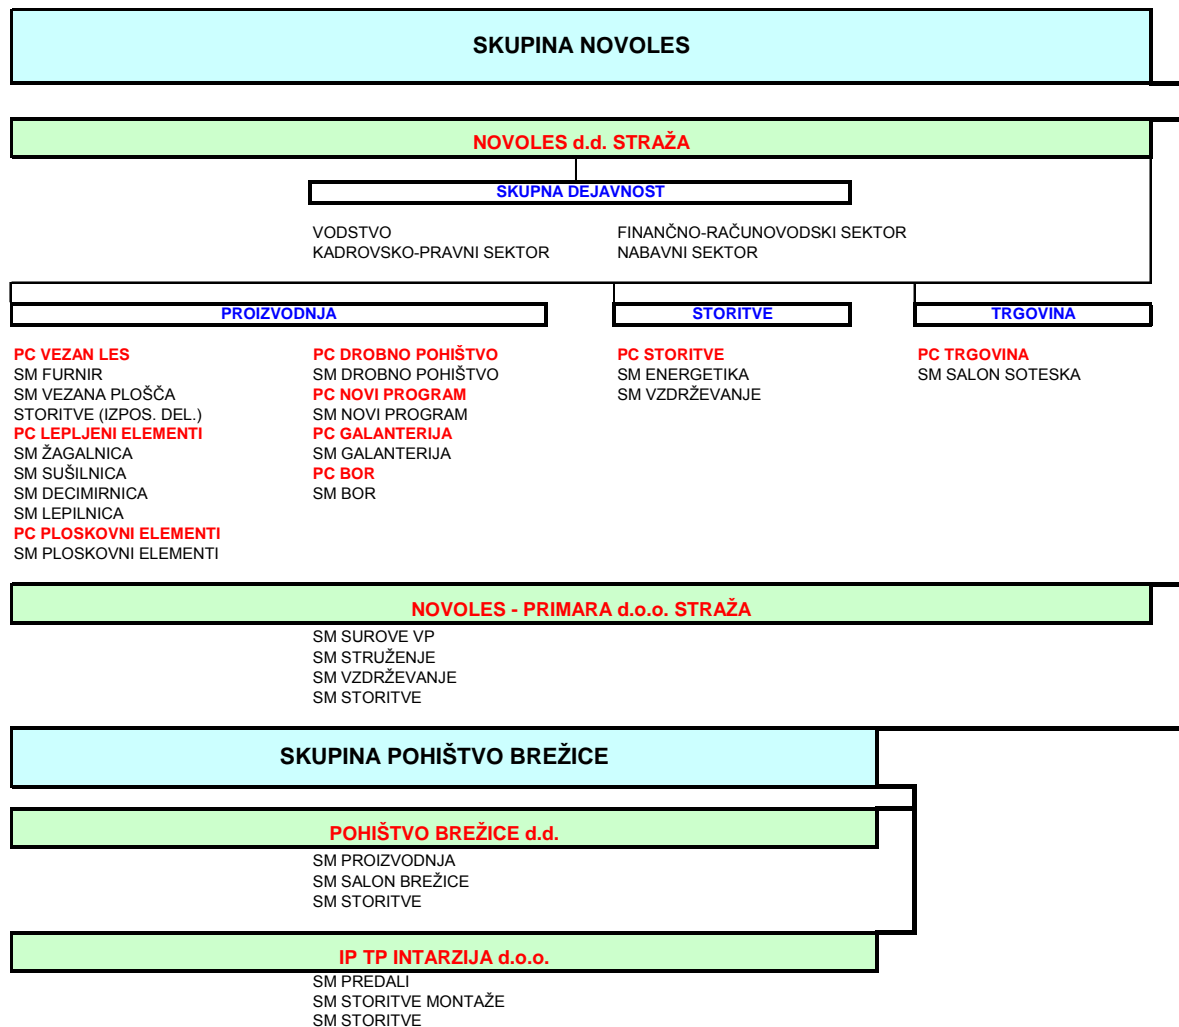 SKUPINA NOVOLES
NOVOLES d.d. STRAŽA
SKUPNA DEJAVNOST
VODSTVO
KADROVSKO-PRAVNI SEKTOR
FINANČNO-RAČUNOVODSKI SEKTOR
NABAVNI SEKTOR
PROIZVODNJA
PC VEZAN LES
SM FURNIR
SM VEZANA PLOŠČA
STORITVE (IZPOS. DEL.)
PC LEPLJENI ELEMENTI
SM ŽAGALNICA
SM SUŠILNICA
SM DECIMIRNICA
SM LEPILNICA
PC PLOSKOVNI ELEMENTI
SM PLOSKOVNI ELEMENTI
PC DROBNO POHIŠTVO
SM DROBNO POHIŠTVO
PC NOVI PROGRAM
SM NOVI PROGRAM
PC GALANTERIJA
SM GALANTERIJA
PC BOR
SM BOR
STORITVE
PC STORITVE
SM ENERGETIKA
SM VZDRŽEVANJE
TRGOVINA
PC TRGOVINA
SM SALON SOTESKA
NOVOLES - PRIMARA d.o.o. STRAŽA
SM SUROVE VP
SM STRUŽENJE
SM VZDRŽEVANJE
SM STORITVE
SKUPINA POHIŠTVO BREŽICE
POHIŠTVO BREŽICE d.d.
SM PROIZVODNJA
SM SALON BREŽICE
SM STORITVE
IP TP INTARZIJA d.o.o.
SM PREDALI
SM STORITVE MONTAŽE
SM STORITVE